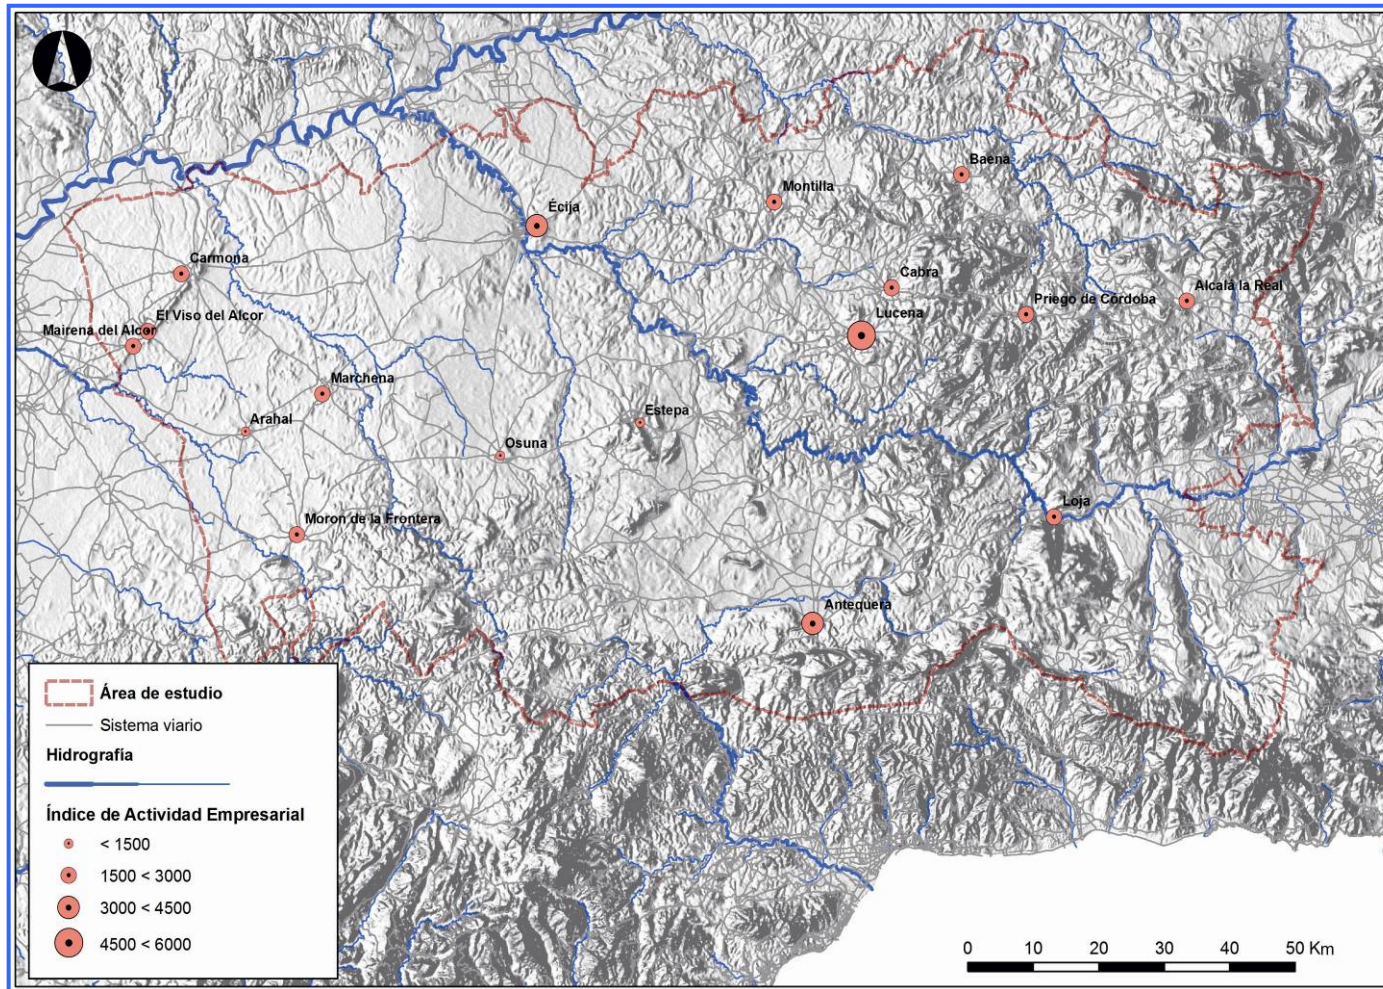 Baena
Montilla
Écija
Carmona
Cabra
Alcalá la Real
Priego de Córdoba
El Viso del Alcor
Lucena
Mairena del Alcor
Marchena
Estepa
Arahal
Osuna
Loja
Moron de la Frontera
Antequera
Área de estudio
Sistema viario
Hidrografía
Índice de Actividad Empresarial
< 1500
1500 < 3000
3000 < 4500
4500 < 6000
0 10 20 30 40 50 Km